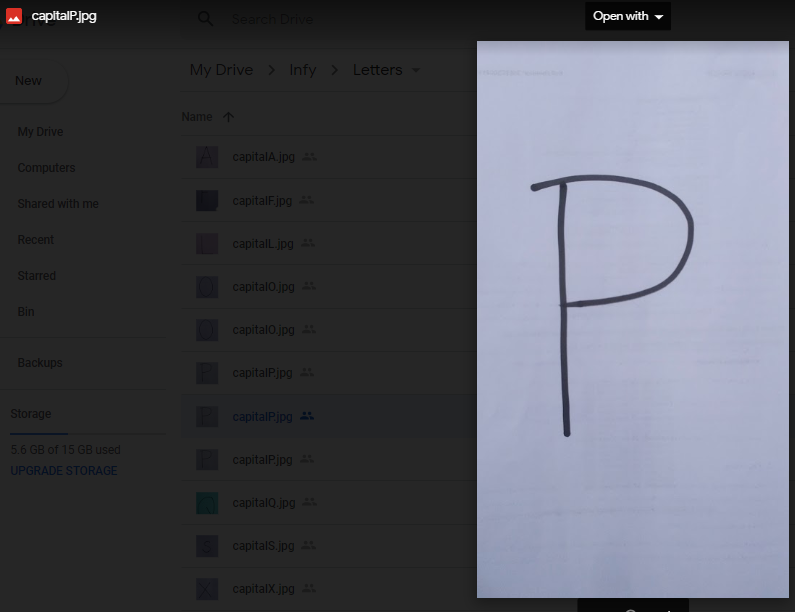 capitalP.jpg
Open with
Search Drive
My Drive > Infy > Letters
New
Name
My Drive
Computers
Shared with me
Recent
Starred
Bin
Backups
Storage
5.6 GB of 15 GB used
UPGRADE STORAGE
capitalA.jpg
capitalF.jpg
capitalL.jpg
capitalO.jpg
capitalO.jpg
capitalP.jpg
capitalP.jpg
capitalP.jpg
capitalQ.jpg
capitalS.jpg
capitalX.jpg
P